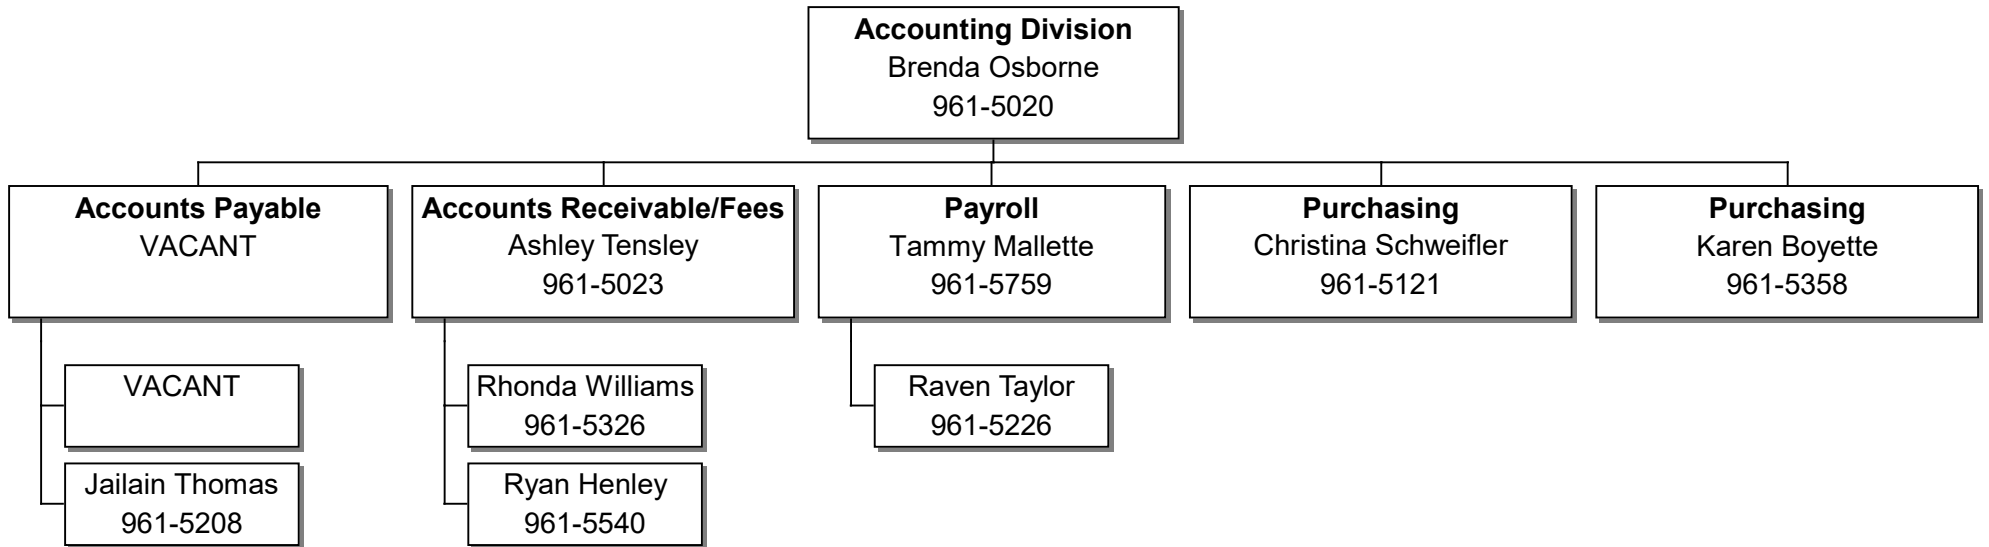 Accounting Division
Brenda Osborne
961-5020
Accounts Payable
VACANT
Accounts Receivable/Fees
Ashley Tensley
961-5023
Payroll
Tammy Mallette
961-5759
Purchasing
Christina Schweifler
961-5121
Purchasing
Karen Boyette
961-5358
VACANT
Jailain Thomas
961-5208
Rhonda Williams
961-5326
Ryan Henley
961-5540
Raven Taylor
961-5226